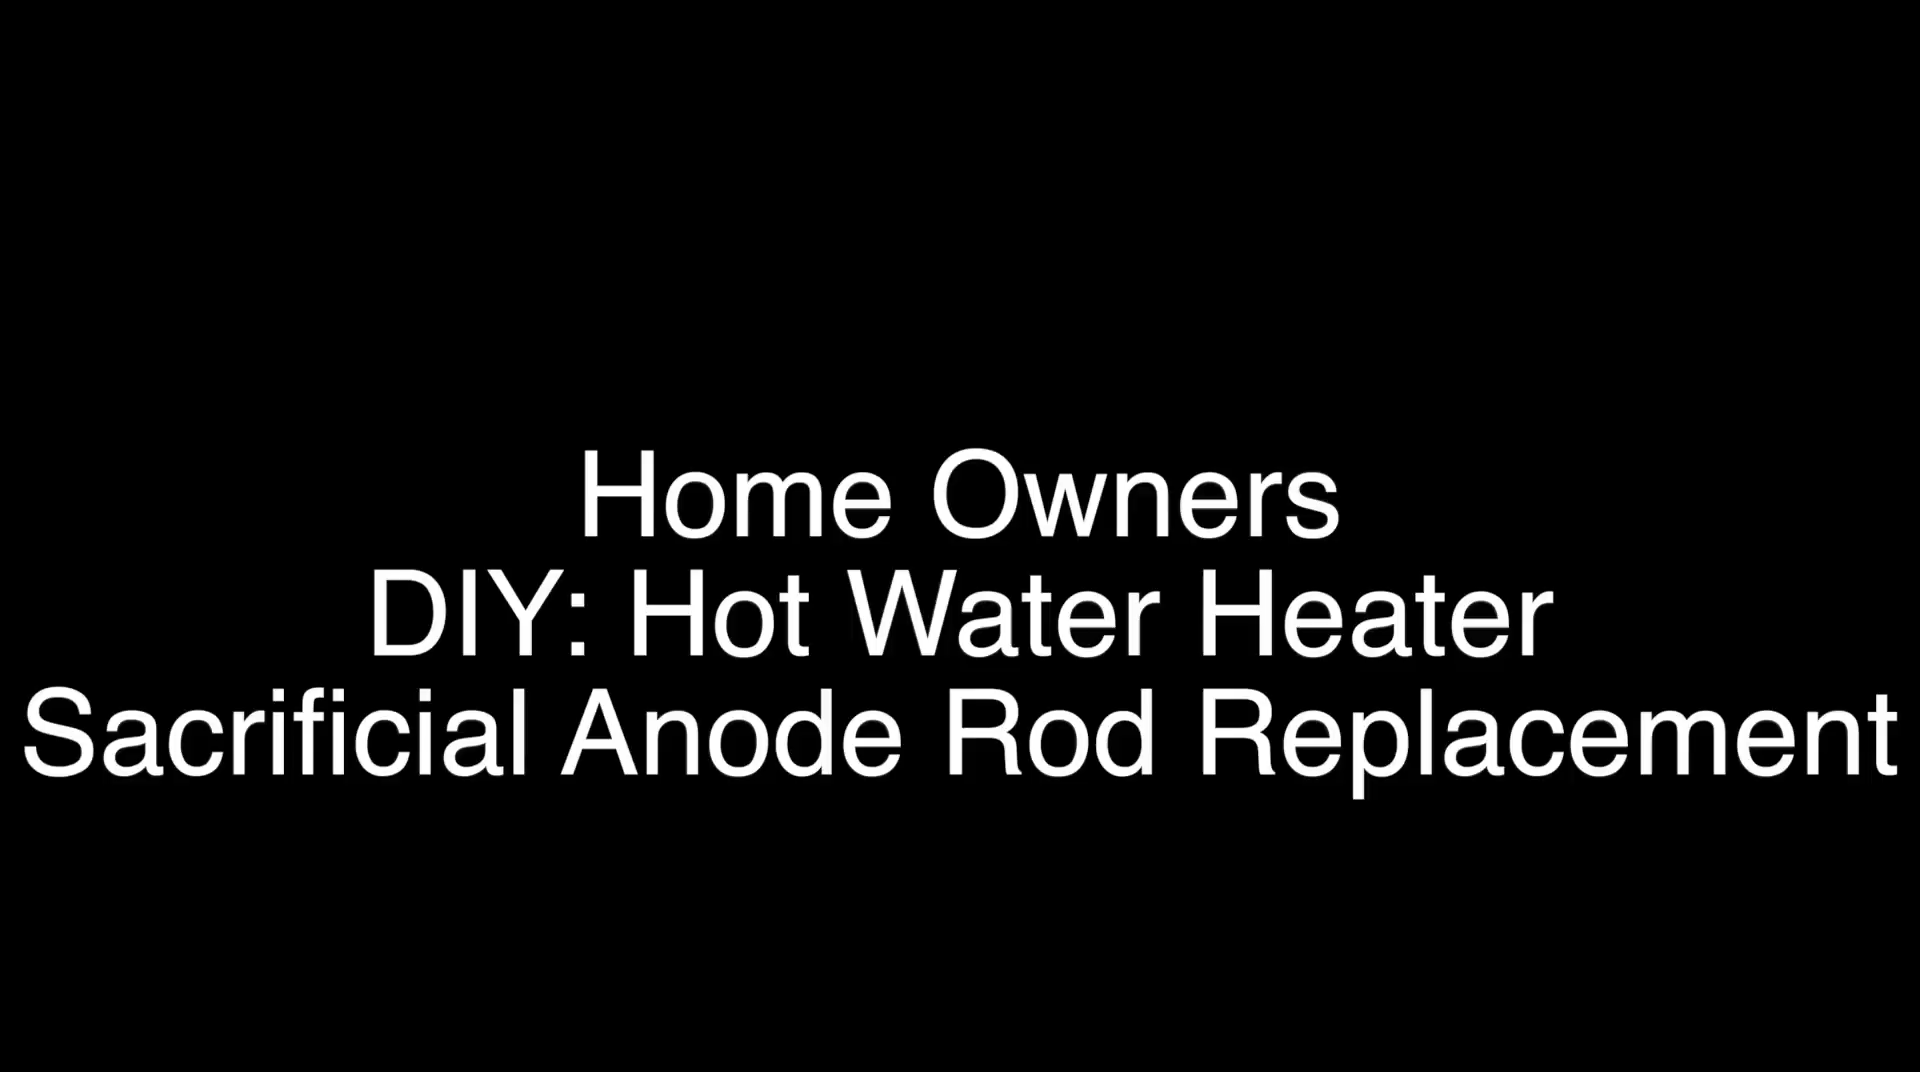 Home Owners
DIY: Hot Water Heater
Sacrificial Anode Rod Replacement